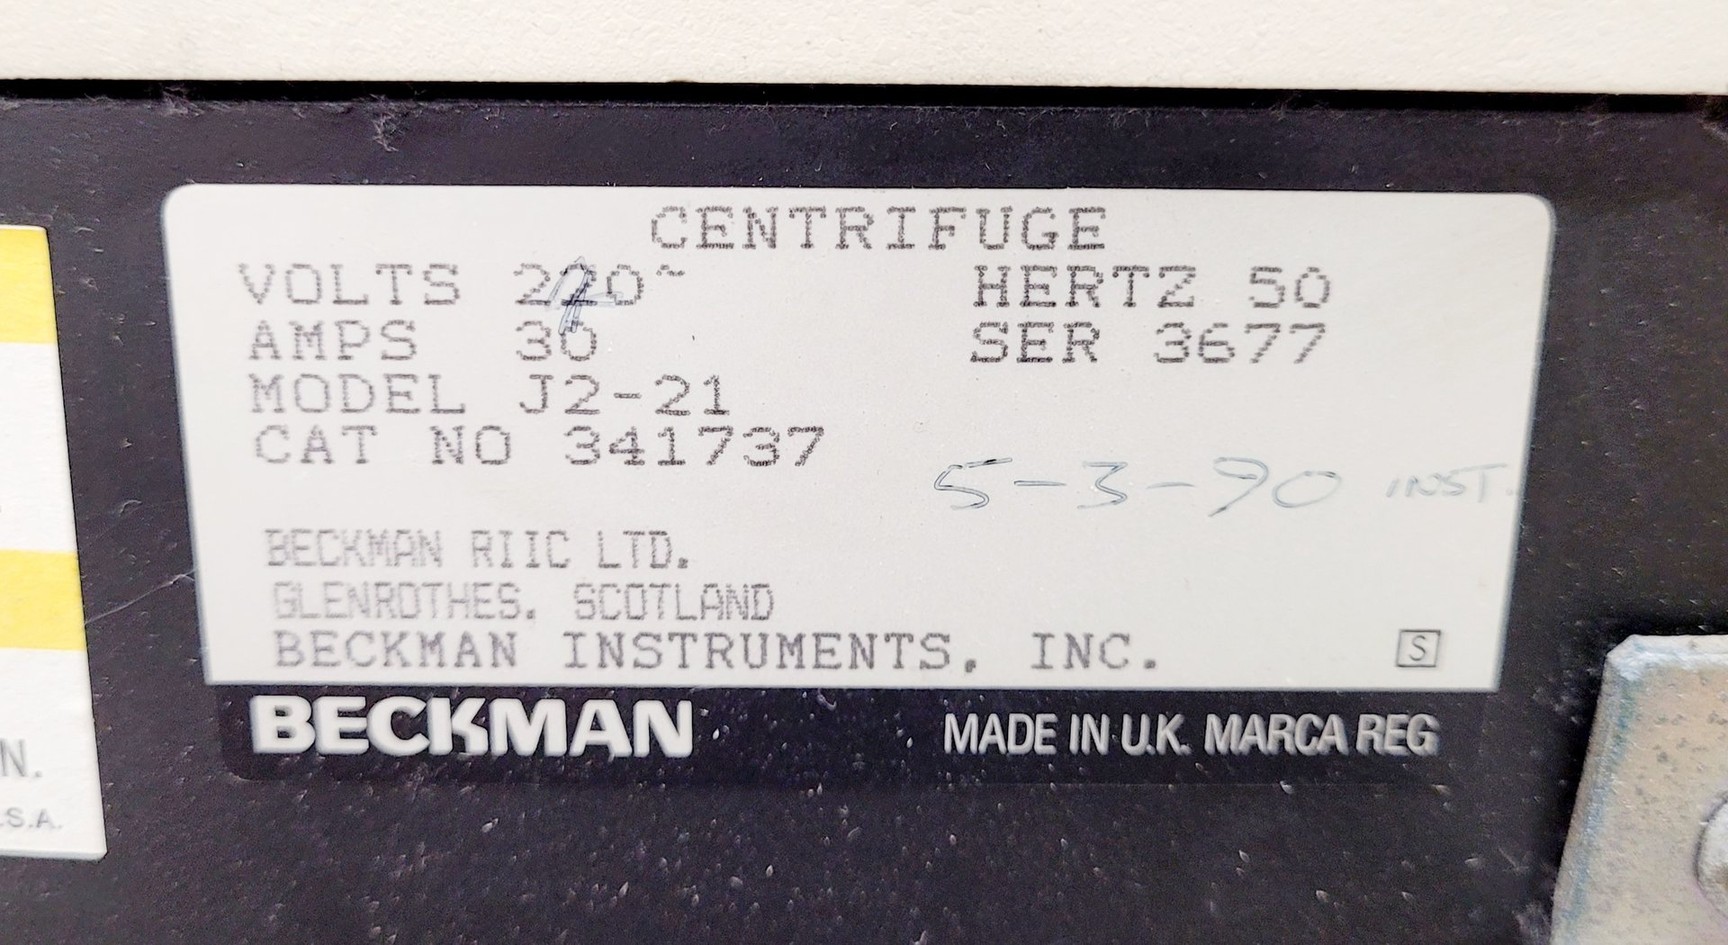 CENTRIFUGE
VOLTS 240~ HERTZ 50
AMPS 30 SER 3677
MODEL J2-21
CAT NO 341737
5-3-90 INST.
BECKMAN RIIC LTD.
GLENROTHES, SCOTLAND
BECKMAN INSTRUMENTS, INC. S
BECKMAN MADE IN U.K. MARCA REG
N.
.S.A.